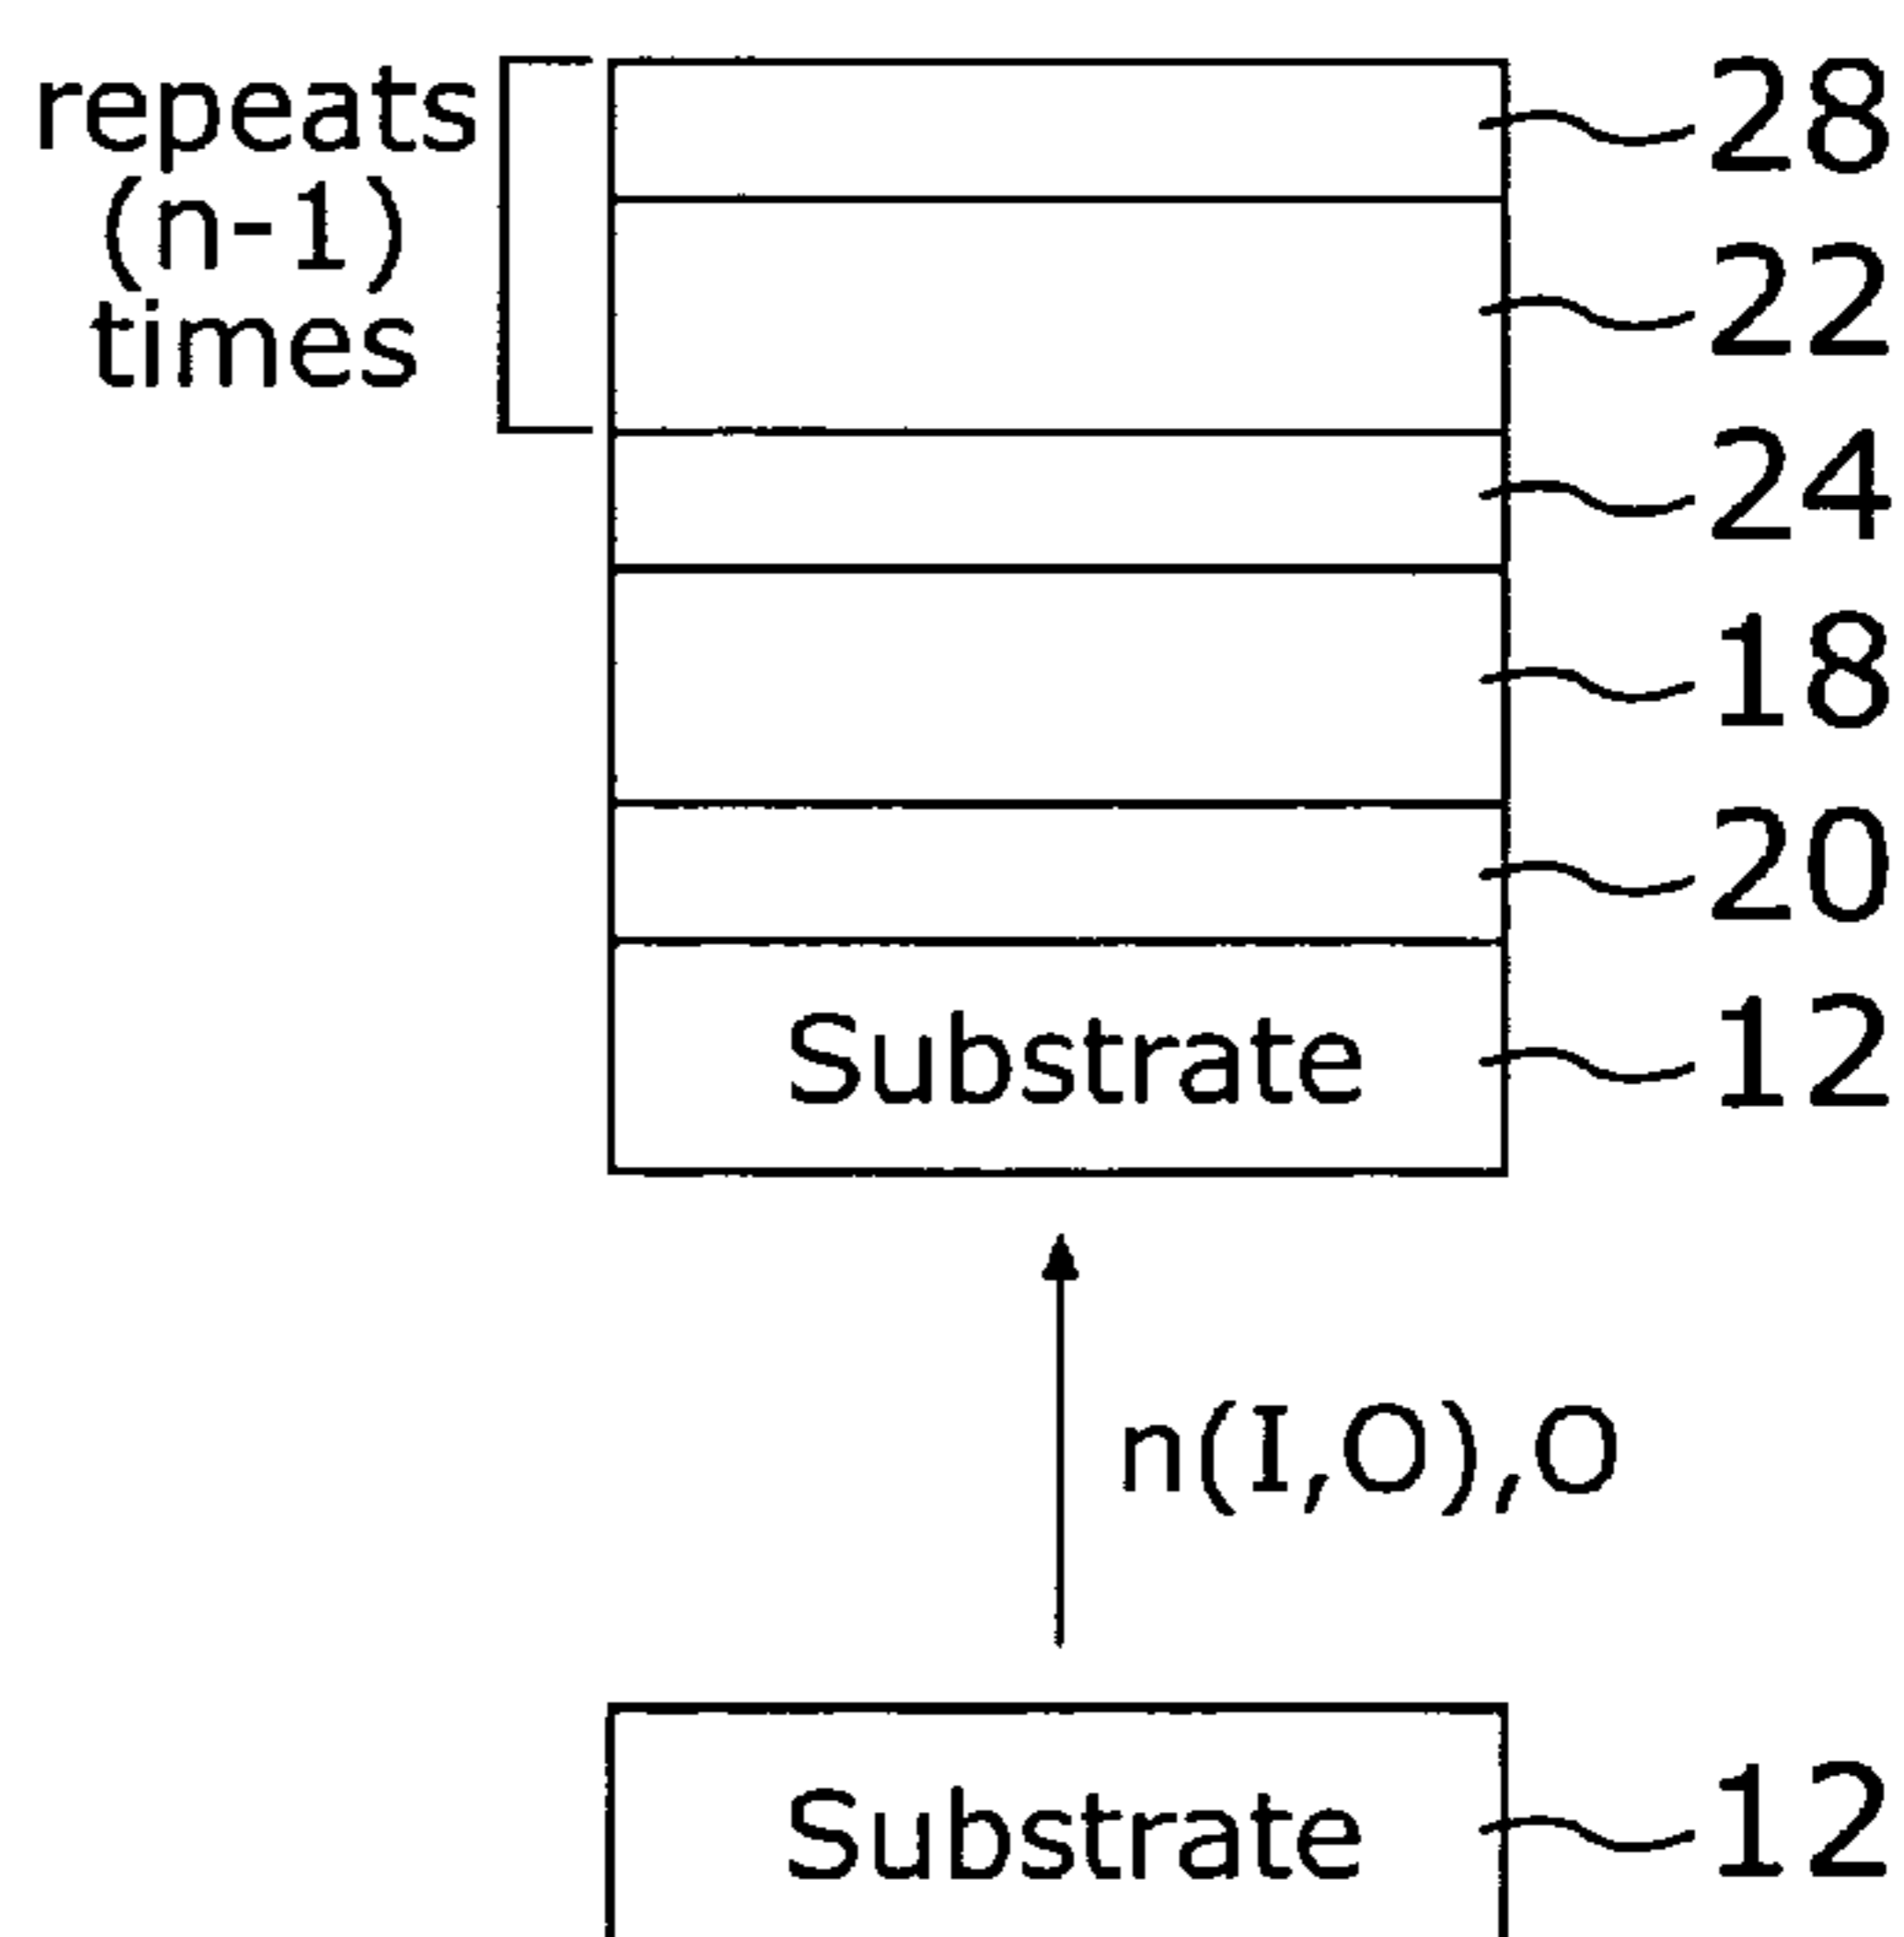 repeats
(n-1)
times
28
22
24
18
20
Substrate 12
n(I,O),O
Substrate 12